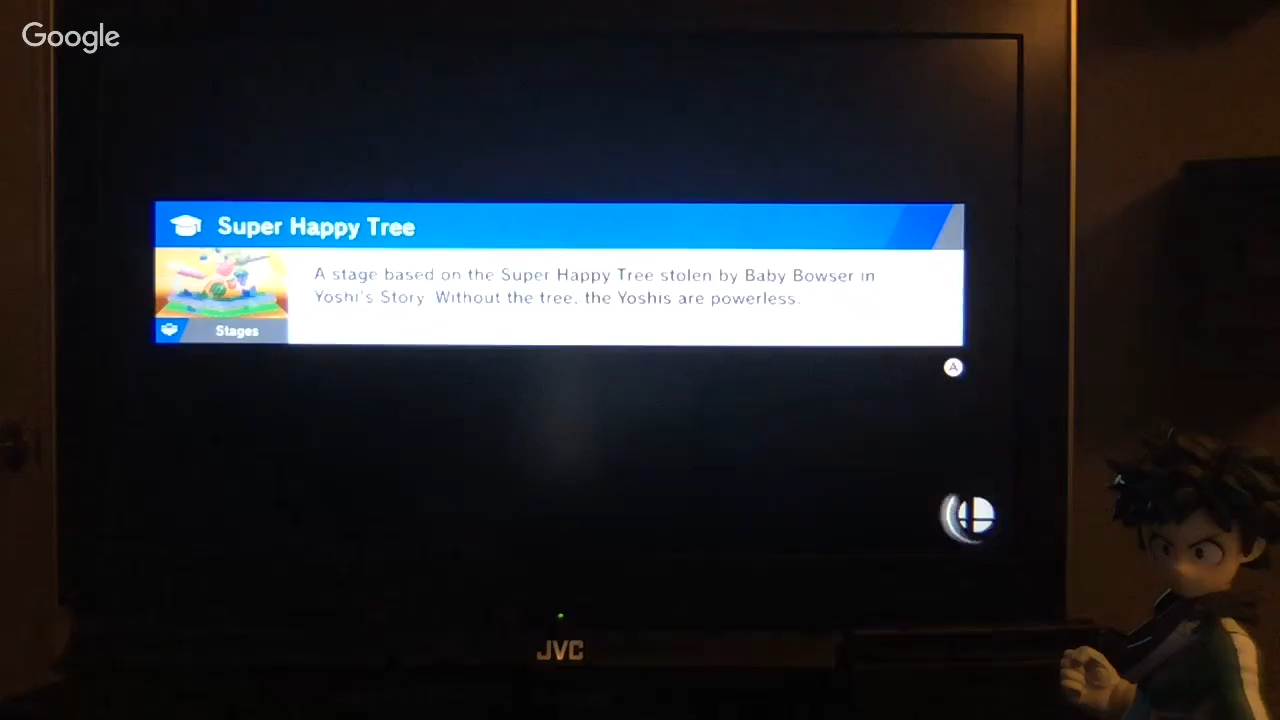 Google
Super Happy Tree
A stage based on the Super Happy Tree stolen by Baby Bowser in
Yoshi's Story. Without the tree, the Yoshis are powerless.
Stages
A
JVC